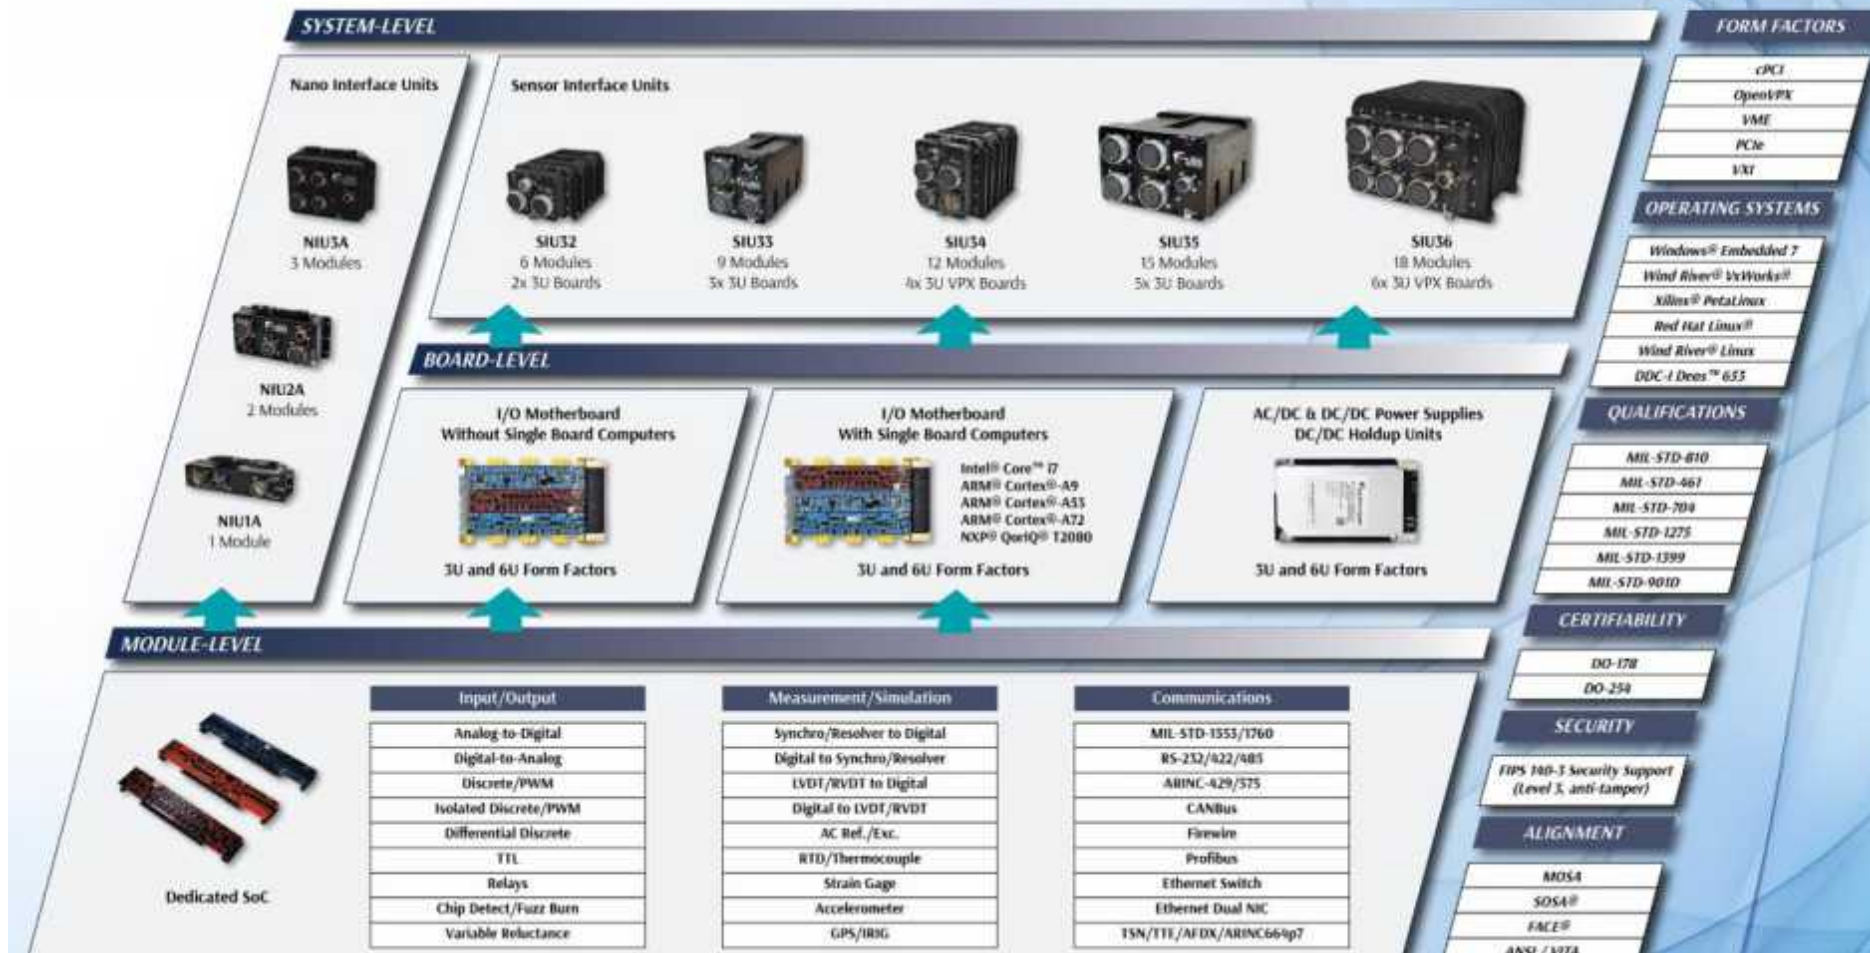 SYSTEM-LEVEL
Nano Interface Units
NIU3A
3 Modules
NIU2A
2 Modules
NIU1A
1 Module
Sensor Interface Units
SIU32
6 Modules
2x 3U Boards
SIU33
9 Modules
3x 3U Boards
SIU34
12 Modules
4x 3U VPX Boards
SIU35
15 Modules
5x 3U Boards
SIU36
18 Modules
6x 3U VPX Boards
BOARD-LEVEL
I/O Motherboard
Without Single Board Computers
3U and 6U Form Factors
I/O Motherboard
With Single Board Computers
Intel® Core™ i7
ARM® Cortex®-A9
ARM® Cortex®-A53
ARM® Cortex®-A72
NXP® QorIQ® T2080
3U and 6U Form Factors
AC/DC & DC/DC Power Supplies
DC/DC Holdup Units
3U and 6U Form Factors
MODULE-LEVEL
Dedicated SoC
Input/Output
Analog-to-Digital
Digital-to-Analog
Discrete/PWM
Isolated Discrete/PWM
Differential Discrete
TTL
Relays
Chip Detect/Fuzz Burn
Variable Reluctance
Measurement/Simulation
Synchro/Resolver to Digital
Digital to Synchro/Resolver
LVDT/RVDT to Digital
Digital to LVDT/RVDT
AC Ref./Exc.
RTD/Thermocouple
Strain Gage
Accelerometer
GPS/IRIG
Communications
MIL-STD-1553/1760
RS-232/422/485
ARINC-429/575
CANBus
Firewire
Profibus
Ethernet Switch
Ethernet Dual NIC
TSN/TTE/AFDX/ARINC664p7
FORM FACTORS
cPCI
OpenVPX
VME
PCIe
VXI
OPERATING SYSTEMS
Windows® Embedded 7
Wind River® VxWorks®
Xilinx® PetaLinux
Red Hat Linux®
Wind River® Linux
DDC-I Deos™ 653
QUALIFICATIONS
MIL-STD-810
MIL-STD-461
MIL-STD-704
MIL-STD-1275
MIL-STD-1399
MIL-STD-901D
CERTIFIABILITY
DO-178
DO-254
SECURITY
FIPS 140-3 Security Support
(Level 3, anti-tamper)
ALIGNMENT
MOSA
SOSA®
FACE®
ANSI / VITA